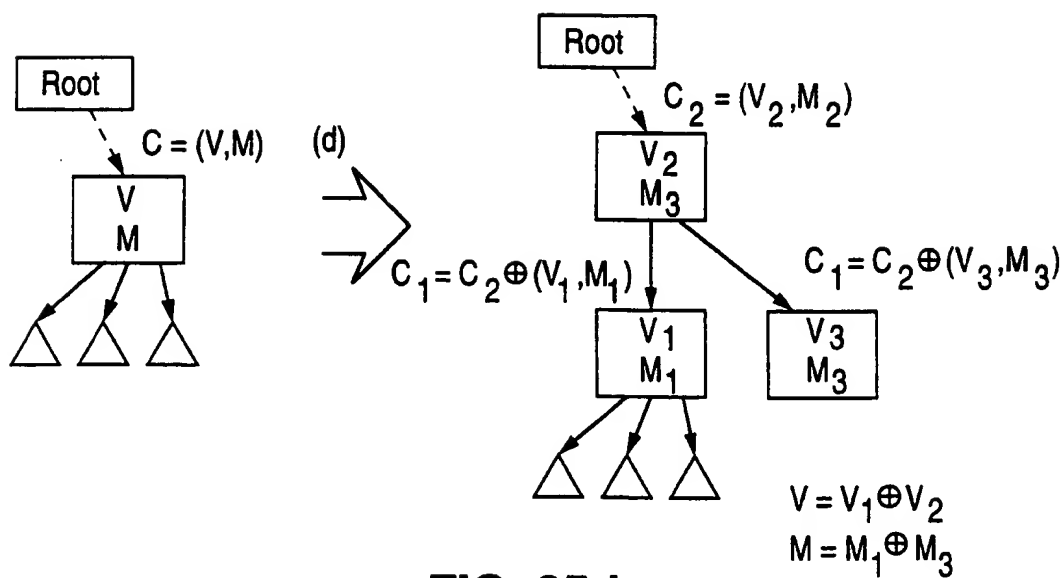 Root
C = (V,M)
V
M
(d)
Root
C2 = (V2,M2)
V2
M3
C1 = C2 ⊕ (V1,M1)
C1 = C2 ⊕ (V3,M3)
V1
M1
V3
M3
V = V1 ⊕ V2
M = M1 ⊕ M3